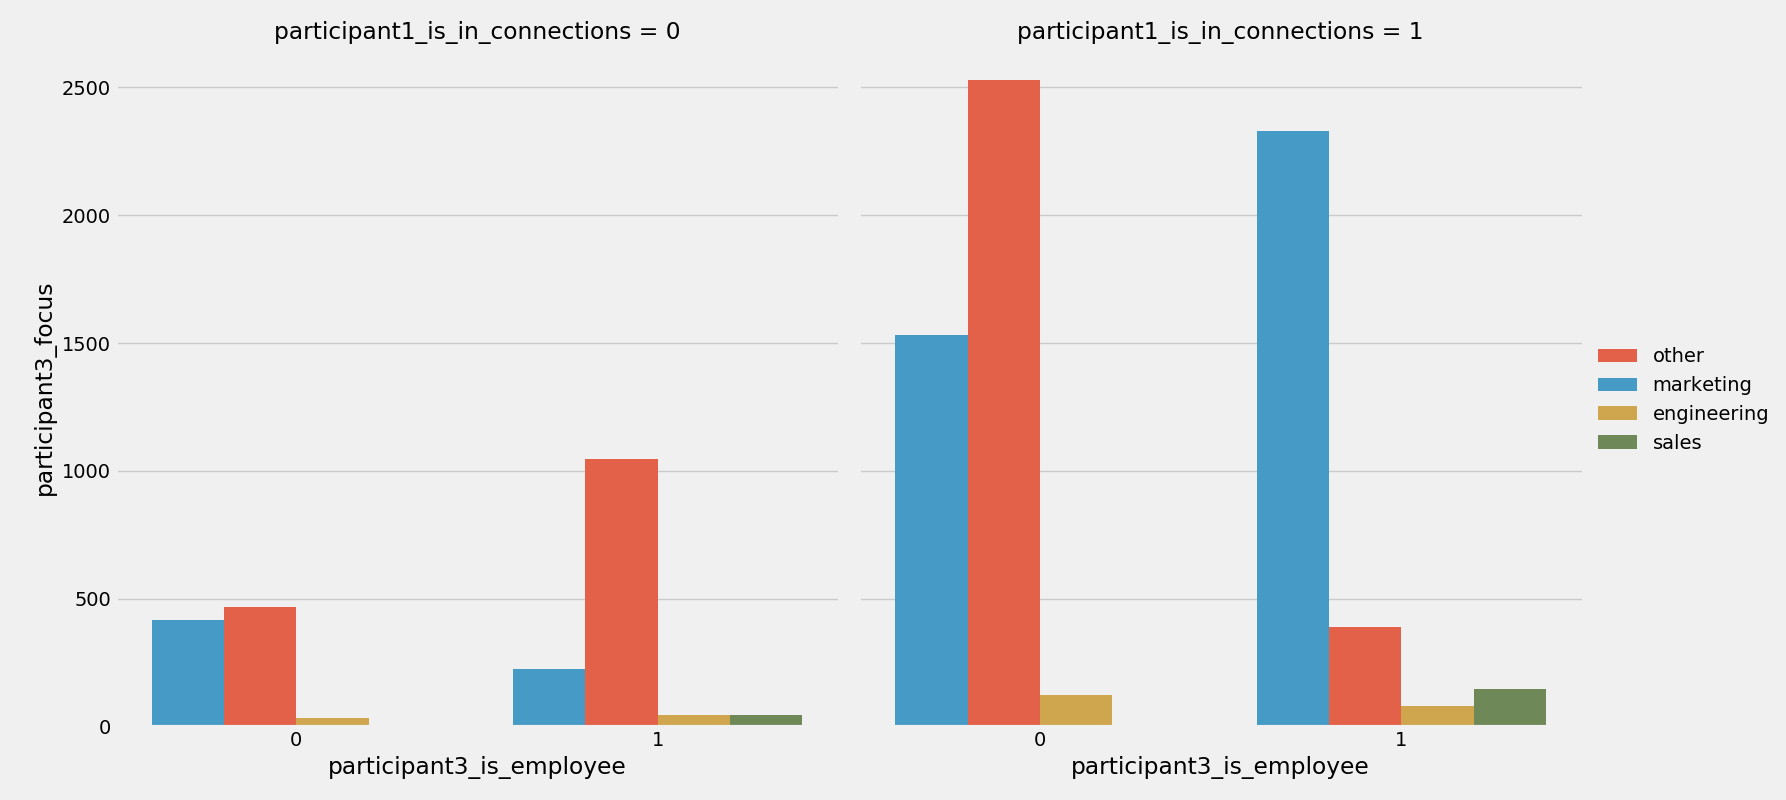 participant1_is_in_connections = 0
participant1_is_in_connections = 1
participant3_focus
2500
2000
1500
1000
500
0
0
1
0
1
participant3_is_employee
participant3_is_employee
other
marketing
engineering
sales